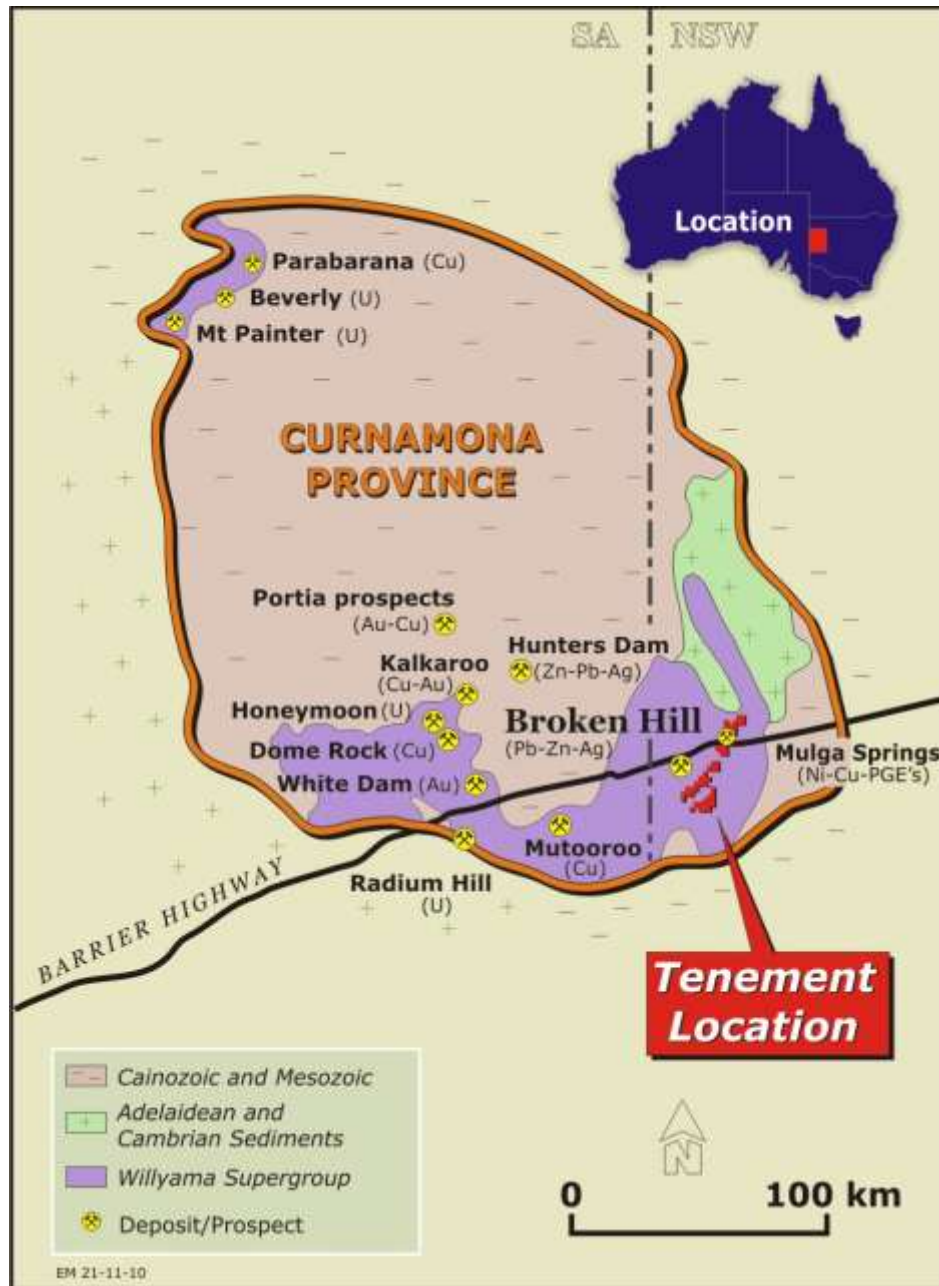 SA NSW
Location
Parabarana (Cu)
Beverly (U)
Mt Painter (U)
CURNAMONA
PROVINCE
Portia prospects
(Au-Cu)
Kalkaroo
(Cu-Au)
Hunters Dam
(Zn-Pb-Ag)
Honeymoon (U)
Broken Hill
(Pb-Zn-Ag)
Dome Rock (Cu)
White Dam (Au)
Mulga Springs
(Ni-Cu-PGE's)
Mutooroo
(Cu)
Radium Hill
(U)
BARRIER HIGHWAY
Tenement
Location
Cainozoic and Mesozoic
Adelaidean and
Cambrian Sediments
Willyama Supergroup
Deposit/Prospect
N
0 100 km
EM 21-11-10